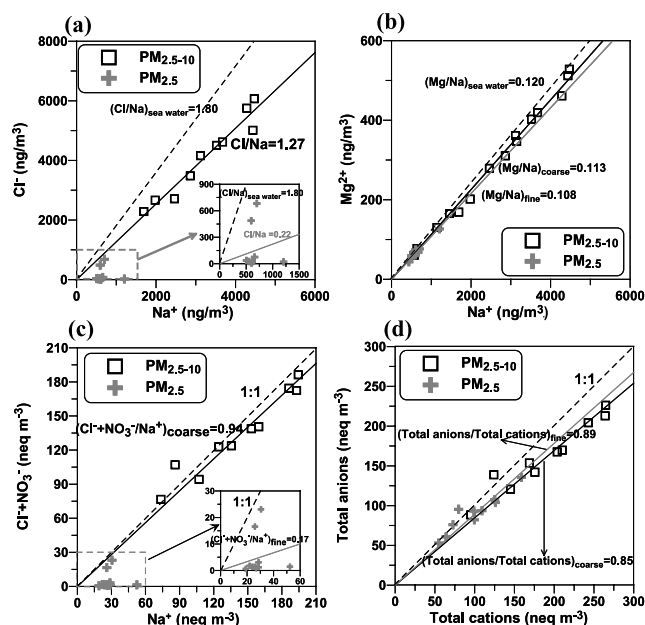 (a)
8000
6000
4000
2000
0
Cl⁻ (ng/m³)
PM2.5-10
PM2.5
(Cl/Na)sea water=1.80
Cl/Na=1.27
900
600
300
0
(Cl/Na)sea water=1.80
Cl/Na=0.22
0 500 1000 1500
0 2000 4000 6000
Na⁺ (ng/m³)
(b)
600
400
200
0
Mg²⁺ (ng/m³)
(Mg/Na)sea water=0.120
(Mg/Na)coarse=0.113
(Mg/Na)fine=0.108
PM2.5-10
PM2.5
0 2000 4000 6000
Na⁺ (ng/m³)
(c)
210
180
150
120
90
60
30
0
Cl⁻+NO3⁻ (neq m⁻³)
PM2.5-10
PM2.5
1:1
(Cl⁻+NO3⁻/Na⁺)coarse=0.94
30
20
10
0
1:1
(Cl⁻+NO3⁻/Na⁺)fine=0.17
0 20 40 60
0 30 60 90 120 150 180 210
Na⁺ (neq m⁻³)
(d)
300
250
200
150
100
50
0
Total anions (neq m⁻³)
PM2.5-10
PM2.5
1:1
(Total anions/Total cations)fine=0.89
(Total anions/Total cations)coarse=0.85
0 50 100 150 200 250 300
Total cations (neq m⁻³)